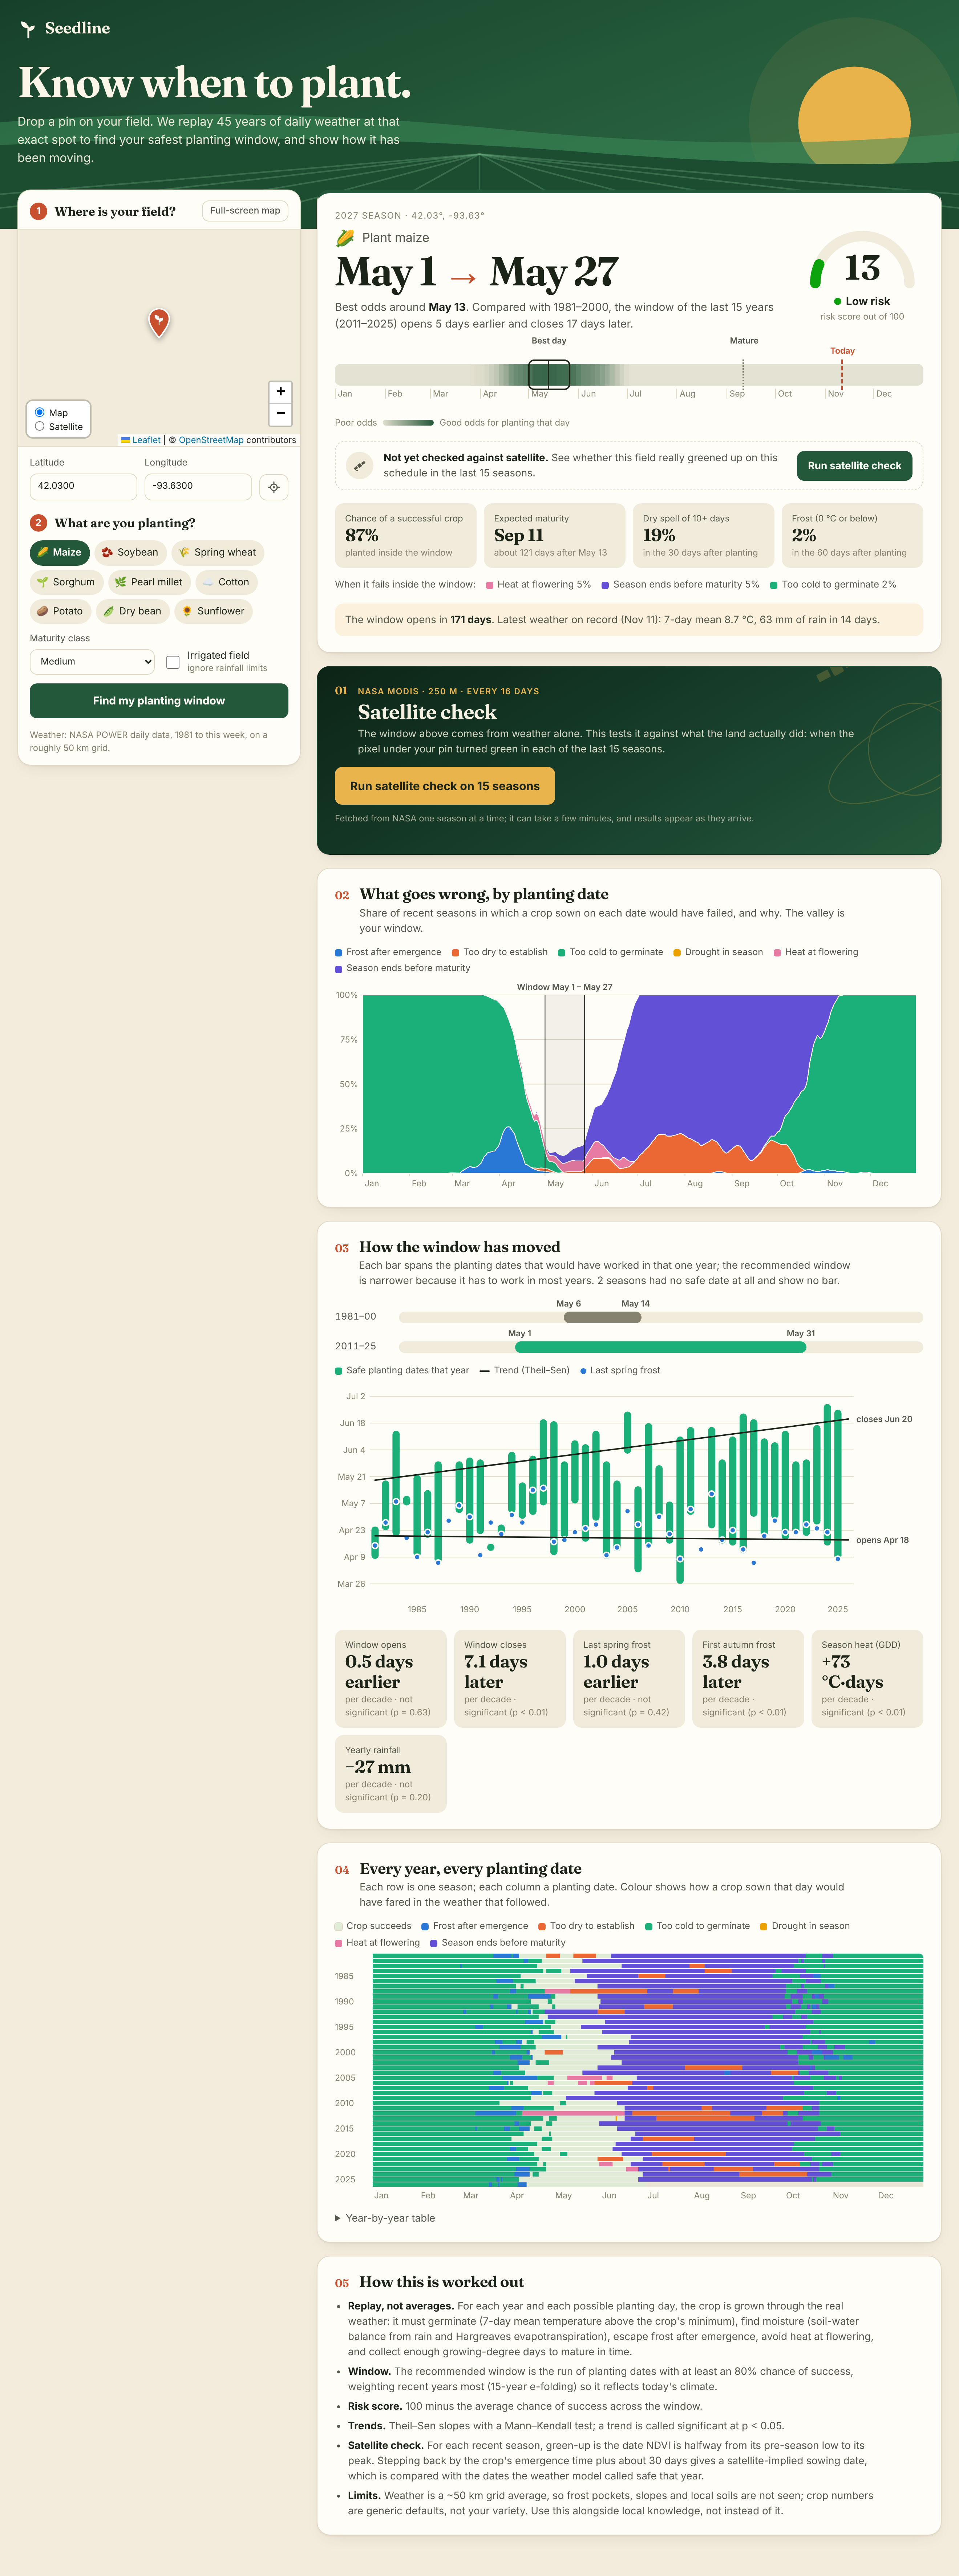 Seedline
Know when to plant.
Drop a pin on your field. We replay 45 years of daily weather at that
exact spot to find your safest planting window, and show how it has
been moving.
1 Where is your field?
Full-screen map
Map
Satellite
+
−
Leaflet | © OpenStreetMap contributors
Latitude
Longitude
42.0300
-93.6300
2 What are you planting?
Maize
Soybean
Spring wheat
Sorghum
Pearl millet
Cotton
Potato
Dry bean
Sunflower
Maturity class
Medium
Irrigated field
ignore rainfall limits
Find my planting window
Weather: NASA POWER daily data, 1981 to this week, on a
roughly 50 km grid.
2027 SEASON · 42.03°, -93.63°
Plant maize
May 1 → May 27
Best odds around May 13. Compared with 1981–2000, the window of the last 15 years
(2011–2025) opens 5 days earlier and closes 17 days later.
13
Low risk
risk score out of 100
Best day
Mature
Today
Jan Feb Mar Apr May Jun Jul Aug Sep Oct Nov Dec
Poor odds
Good odds for planting that day
Not yet checked against satellite. See whether this field really greened up on this
schedule in the last 15 seasons.
Run satellite check
Chance of a successful crop
87%
planted inside the window
Expected maturity
Sep 11
about 121 days after May 13
Dry spell of 10+ days
19%
in the 30 days after planting
Frost (0 °C or below)
2%
in the 60 days after planting
When it fails inside the window: Heat at flowering 5% Season ends before maturity 5% Too cold to germinate 2%
The window opens in 171 days. Latest weather on record (Nov 11): 7-day mean 8.7 °C, 63 mm of rain in 14 days.
01 NASA MODIS · 250 M · EVERY 16 DAYS
Satellite check
The window above comes from weather alone. This tests it against what the land actually did: when the
pixel under your pin turned green in each of the last 15 seasons.
Run satellite check on 15 seasons
Fetched from NASA one season at a time; it can take a few minutes, and results appear as they arrive.
02 What goes wrong, by planting date
Share of recent seasons in which a crop sown on each date would have failed, and why. The valley is
your window.
Frost after emergence Too dry to establish Too cold to germinate Drought in season Heat at flowering
Season ends before maturity
Window May 1 – May 27
100%
75%
50%
25%
0%
Jan Feb Mar Apr May Jun Jul Aug Sep Oct Nov Dec
03 How the window has moved
Each bar spans the planting dates that would have worked in that one year; the recommended window
is narrower because it has to work in most years. 2 seasons had no safe date at all and show no bar.
May 6 May 14
1981–00
May 1 May 31
2011–25
Safe planting dates that year Trend (Theil–Sen) Last spring frost
Jul 2
Jun 18
closes Jun 20
Jun 4
May 21
May 7
Apr 23
opens Apr 18
Apr 9
Mar 26
1985 1990 1995 2000 2005 2010 2015 2020 2025
Window opens
0.5 days
earlier
per decade · not
significant (p = 0.63)
Window closes
7.1 days
later
per decade ·
significant (p < 0.01)
Last spring frost
1.0 days
earlier
per decade · not
significant (p = 0.42)
First autumn frost
3.8 days
later
per decade ·
significant (p < 0.01)
Season heat (GDD)
+73
°C·days
per decade ·
significant (p < 0.01)
Yearly rainfall
−27 mm
per decade · not
significant (p = 0.20)
04 Every year, every planting date
Each row is one season; each column a planting date. Colour shows how a crop sown that day would
have fared in the weather that followed.
Crop succeeds Frost after emergence Too dry to establish Too cold to germinate Drought in season
Heat at flowering Season ends before maturity
1985
1990
1995
2000
2005
2010
2015
2020
2025
Jan Feb Mar Apr May Jun Jul Aug Sep Oct Nov Dec
Year-by-year table
05 How this is worked out
• Replay, not averages. For each year and each possible planting day, the crop is grown through the real
weather: it must germinate (7-day mean temperature above the crop's minimum), find moisture (soil-water
balance from rain and Hargreaves evapotranspiration), escape frost after emergence, avoid heat at flowering,
and collect enough growing-degree days to mature in time.
• Window. The recommended window is the run of planting dates with at least an 80% chance of success,
weighting recent years most (15-year e-folding) so it reflects today's climate.
• Risk score. 100 minus the average chance of success across the window.
• Trends. Theil–Sen slopes with a Mann–Kendall test; a trend is called significant at p < 0.05.
• Satellite check. For each recent season, green-up is the date NDVI is halfway from its pre-season low to its
peak. Stepping back by the crop's emergence time plus about 30 days gives a satellite-implied sowing date,
which is compared with the dates the weather model called safe that year.
• Limits. Weather is a ~50 km grid average, so frost pockets, slopes and local soils are not seen; crop numbers
are generic defaults, not your variety. Use this alongside local knowledge, not instead of it.